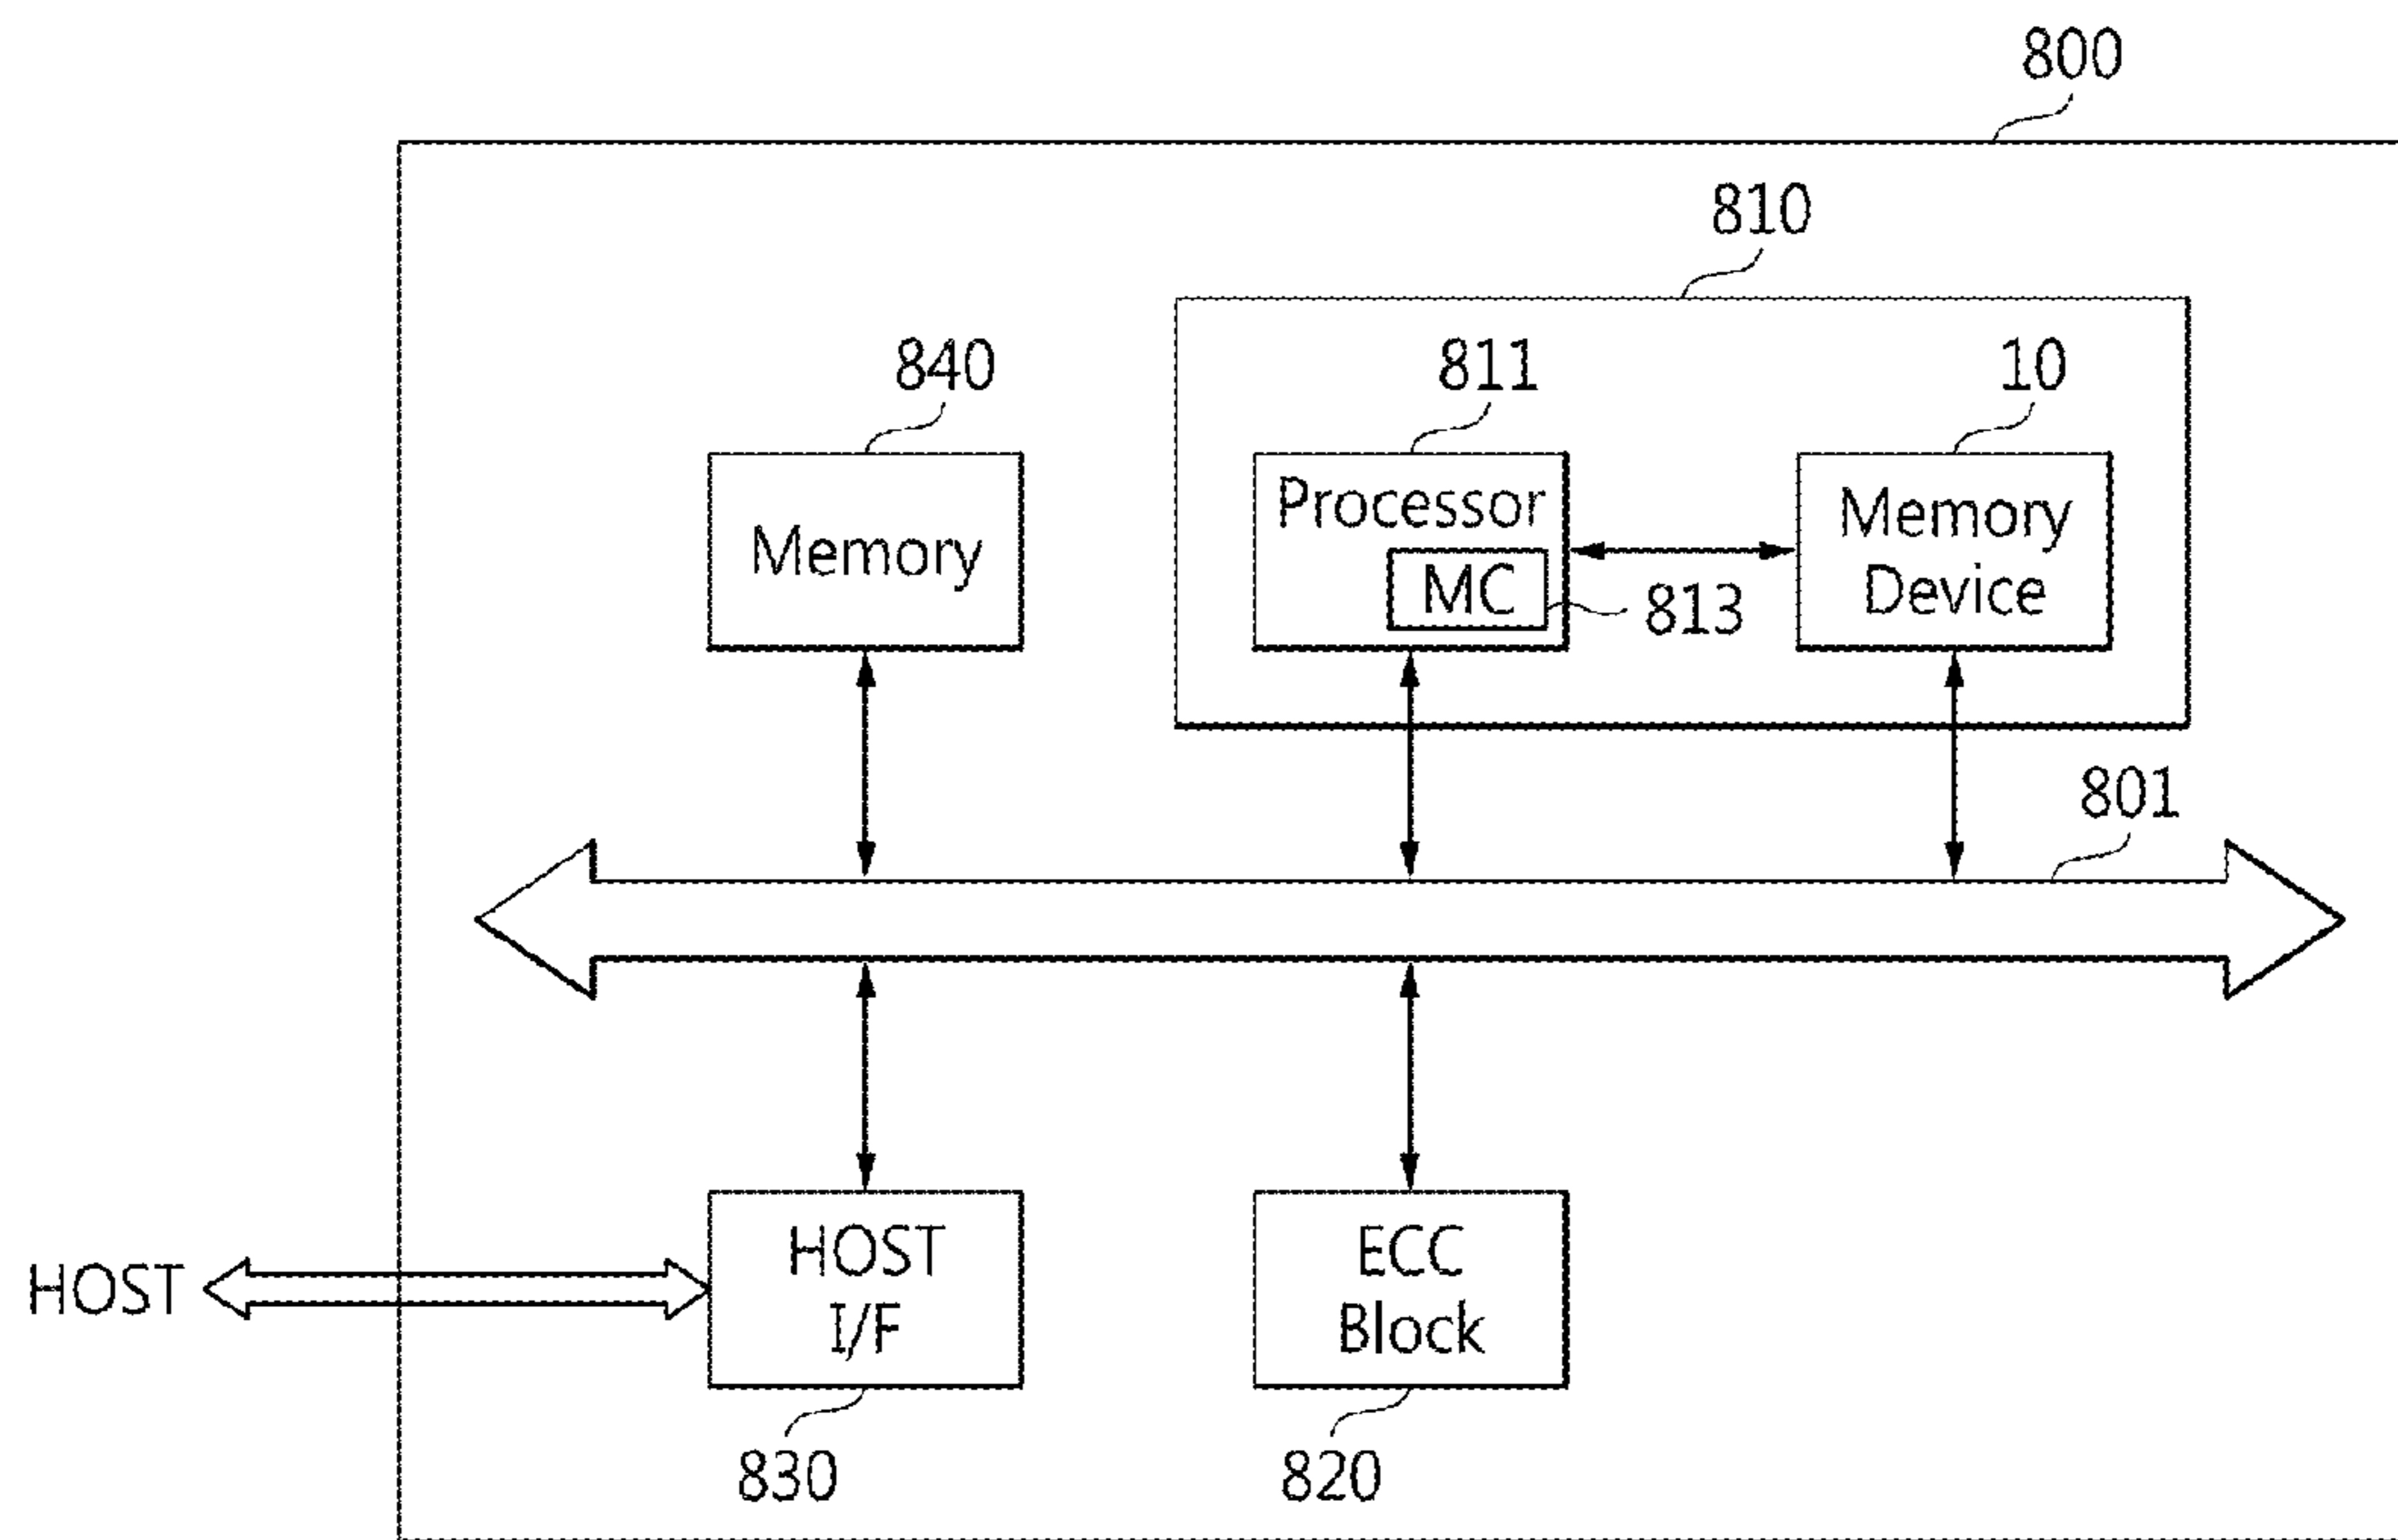 800
810
840
811
10
Memory
Processor
MC
813
Memory
Device
801
HOST
HOST
I/F
ECC
Block
830
820